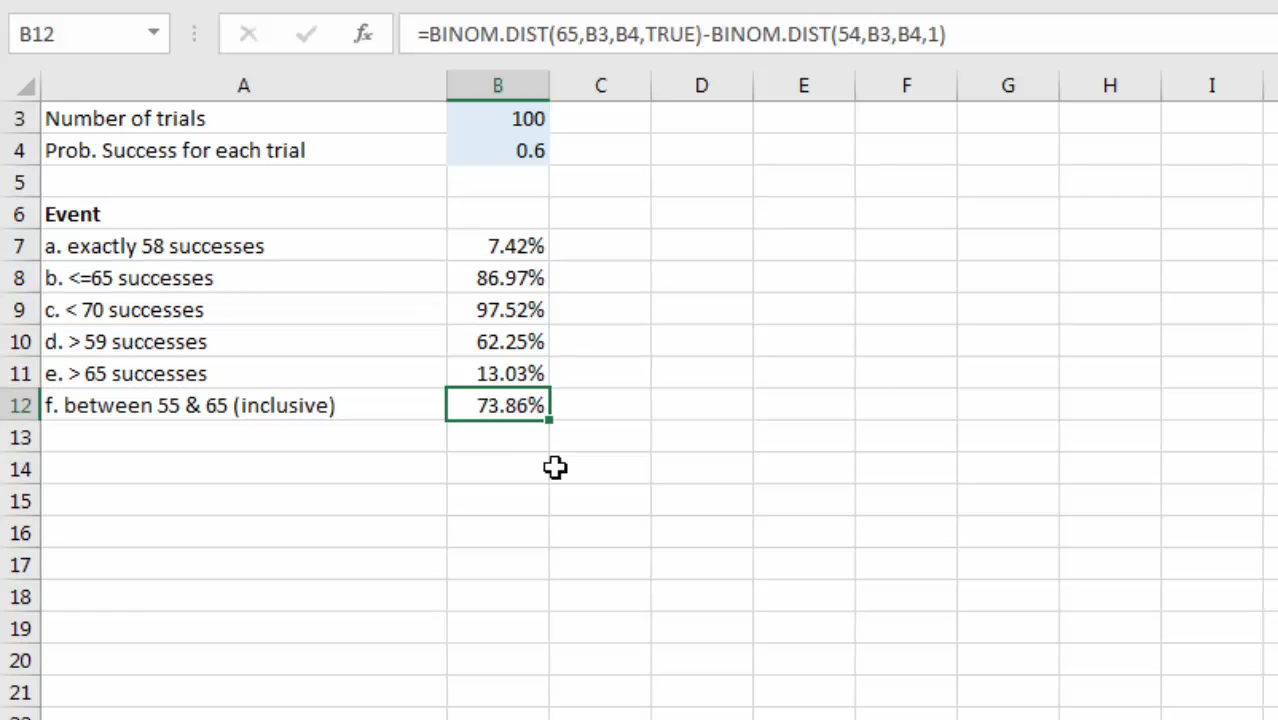 B12 fx =BINOM.DIST(65,B3,B4,TRUE)-BINOM.DIST(54,B3,B4,1)
A B C D E F G H I
3 Number of trials 100
4 Prob. Success for each trial 0.6
5
6 Event
7 a. exactly 58 successes 7.42%
8 b. <=65 successes 86.97%
9 c. < 70 successes 97.52%
10 d. > 59 successes 62.25%
11 e. > 65 successes 13.03%
12 f. between 55 & 65 (inclusive) 73.86%
13
14
15
16
17
18
19
20
21